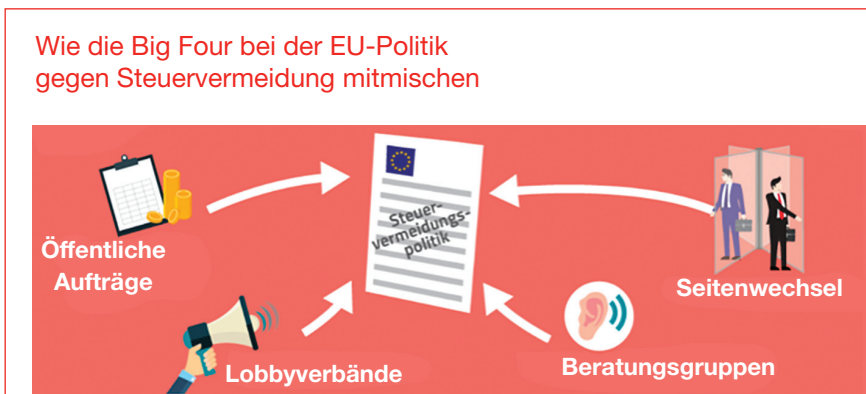 Wie die Big Four bei der EU-Politik
gegen Steuervermeidung mitmischen
Steuer-
vermeidungs-
politik
Öffentliche
Aufträge
Seitenwechsel
Lobbyverbände
Beratungsgruppen